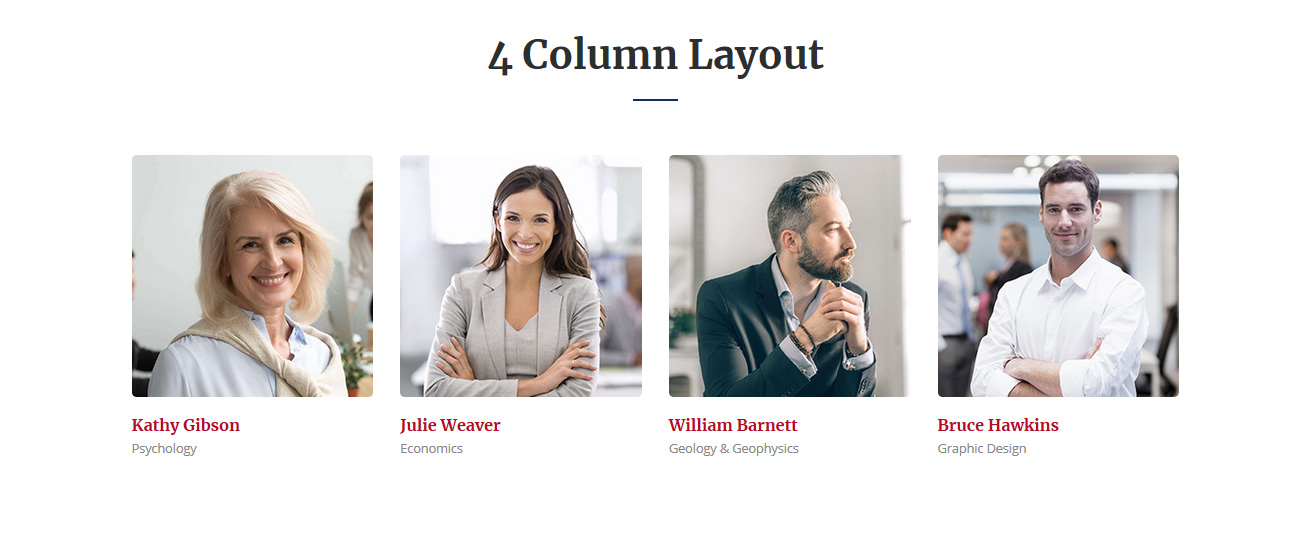 4 Column Layout
Kathy Gibson
Psychology
Julie Weaver
Economics
William Barnett
Geology & Geophysics
Bruce Hawkins
Graphic Design